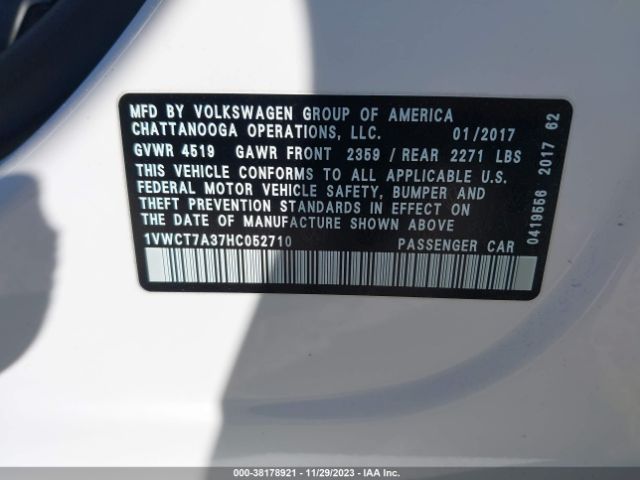 MFD BY VOLKSWAGEN GROUP OF AMERICA
CHATTANOOGA OPERATIONS, LLC. 01/2017
GVWR 4519 GAWR FRONT 2359 / REAR 2271 LBS
THIS VEHICLE CONFORMS TO ALL APPLICABLE U.S.
FEDERAL MOTOR VEHICLE SAFETY, BUMPER AND
THEFT PREVENTION STANDARDS IN EFFECT ON
THE DATE OF MANUFACTURE SHOWN ABOVE
1VWCT7A37HC052710 PASSENGER CAR
0419556 2017 62
000-38178921 - 11/29/2023 - IAA Inc.